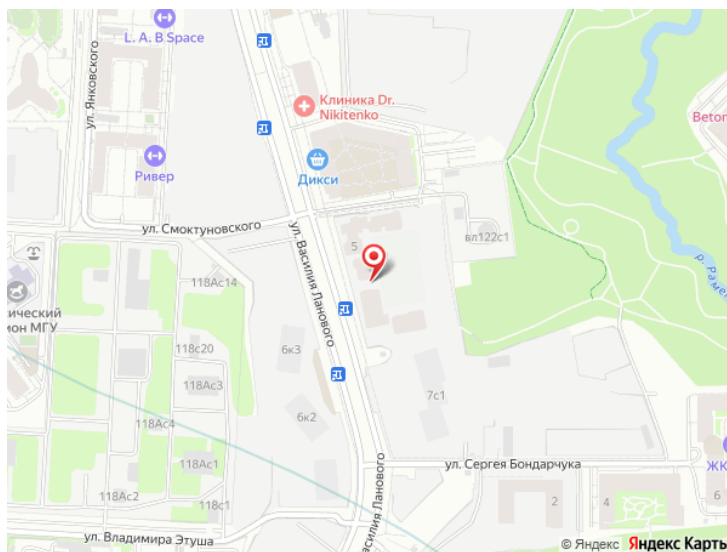 L. A. B Space
ул. Янковского
Клиника Dr.
Nikitenko
Beton
Ривер
Дикси
ул. Смоктуновского
вл122с1
ул. Василия Ланового
5
р. Раме
118Ас14
ический
ион МГУ
118с20
6к3
118Ас3
7с1
6к2
118Ас4
ул. Сергея Бондарчука
ЖК
118Ас1
118Ас2
118с1
2
4
6
ул. Владимира Этуша
Василия Ланового
© Яндекс Яндекс Карты